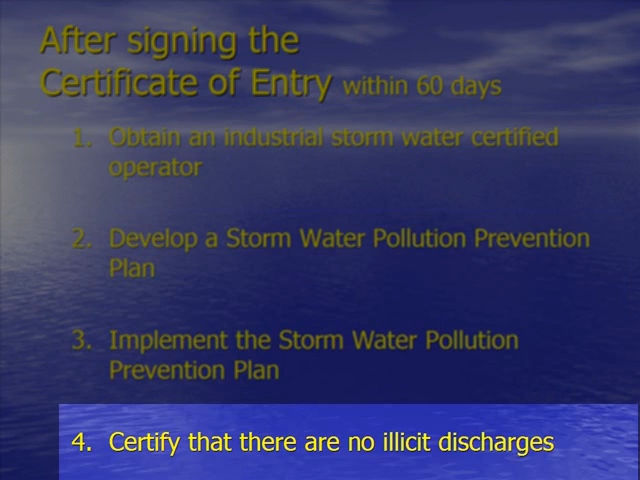 After signing the
Certificate of Entry within 60 days
1. Obtain an industrial storm water certified
operator
2. Develop a Storm Water Pollution Prevention
Plan
3. Implement the Storm Water Pollution
Prevention Plan
4. Certify that there are no illicit discharges